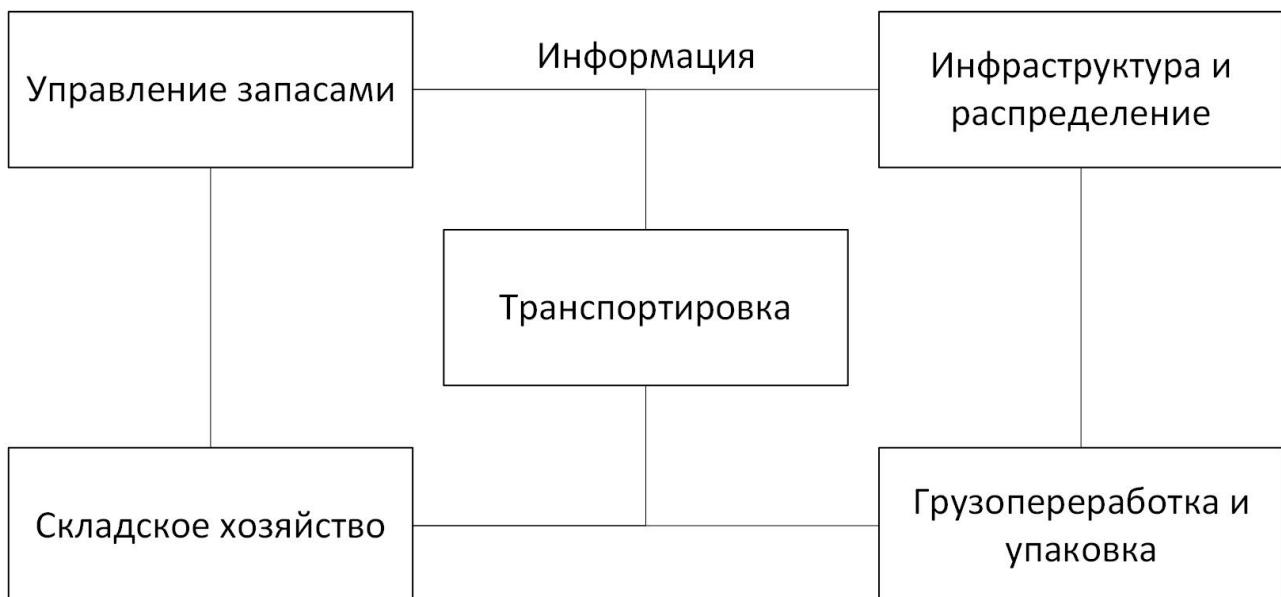 Информация
Управление запасами
Инфраструктура и
распределение
Транспортировка
Складское хозяйство
Грузопереработка и
упаковка